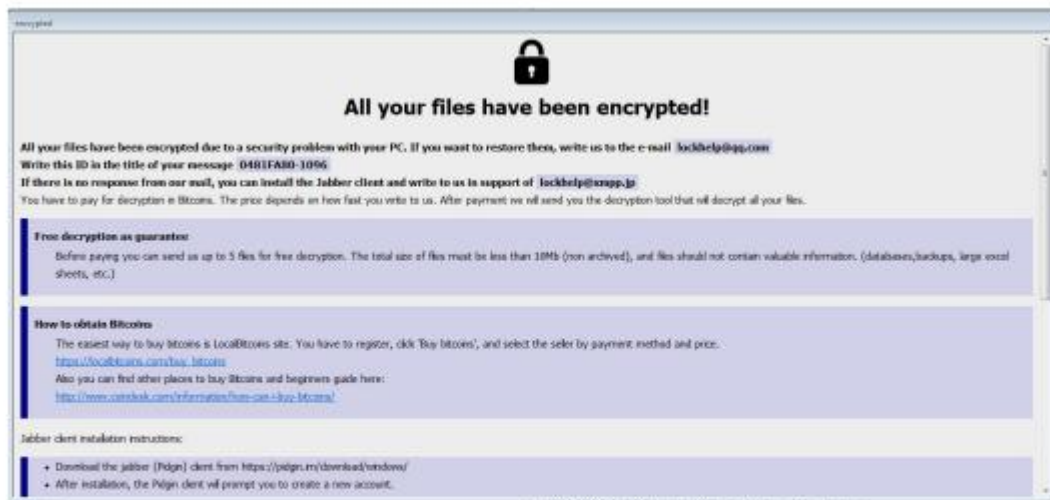 encrypted
All your files have been encrypted!
All your files have been encrypted due to a security problem with your PC. If you want to restore them, write us to the e-mail lockhelp@qq.com
Write this ID in the title of your message 0481FA80-1096
If there is no response from our mail, you can install the Jabber client and write to us in support of lockhelp@xmpp.jp
You have to pay for decryption in Bitcoins. The price depends on how fast you write to us. After payment we will send you the decryption tool that will decrypt all your files.
Free decryption as guarantee
Before paying you can send us up to 5 files for free decryption. The total size of files must be less than 10Mb (non archived), and files should not contain valuable information. (databases,backups, large excel
sheets, etc.)
How to obtain Bitcoins
The easiest way to buy bitcoins is LocalBitcoins site. You have to register, click 'Buy bitcoins', and select the seller by payment method and price.
https://localbitcoins.com/buy_bitcoins
Also you can find other places to buy Bitcoins and beginners guide here:
http://www.coindesk.com/information/how-can-i-buy-bitcoins/
Jabber client installation instructions:
• Download the jabber (Pidgin) client from https://pidgin.im/download/windows/
• After installation, the Pidgin client will prompt you to create a new account.